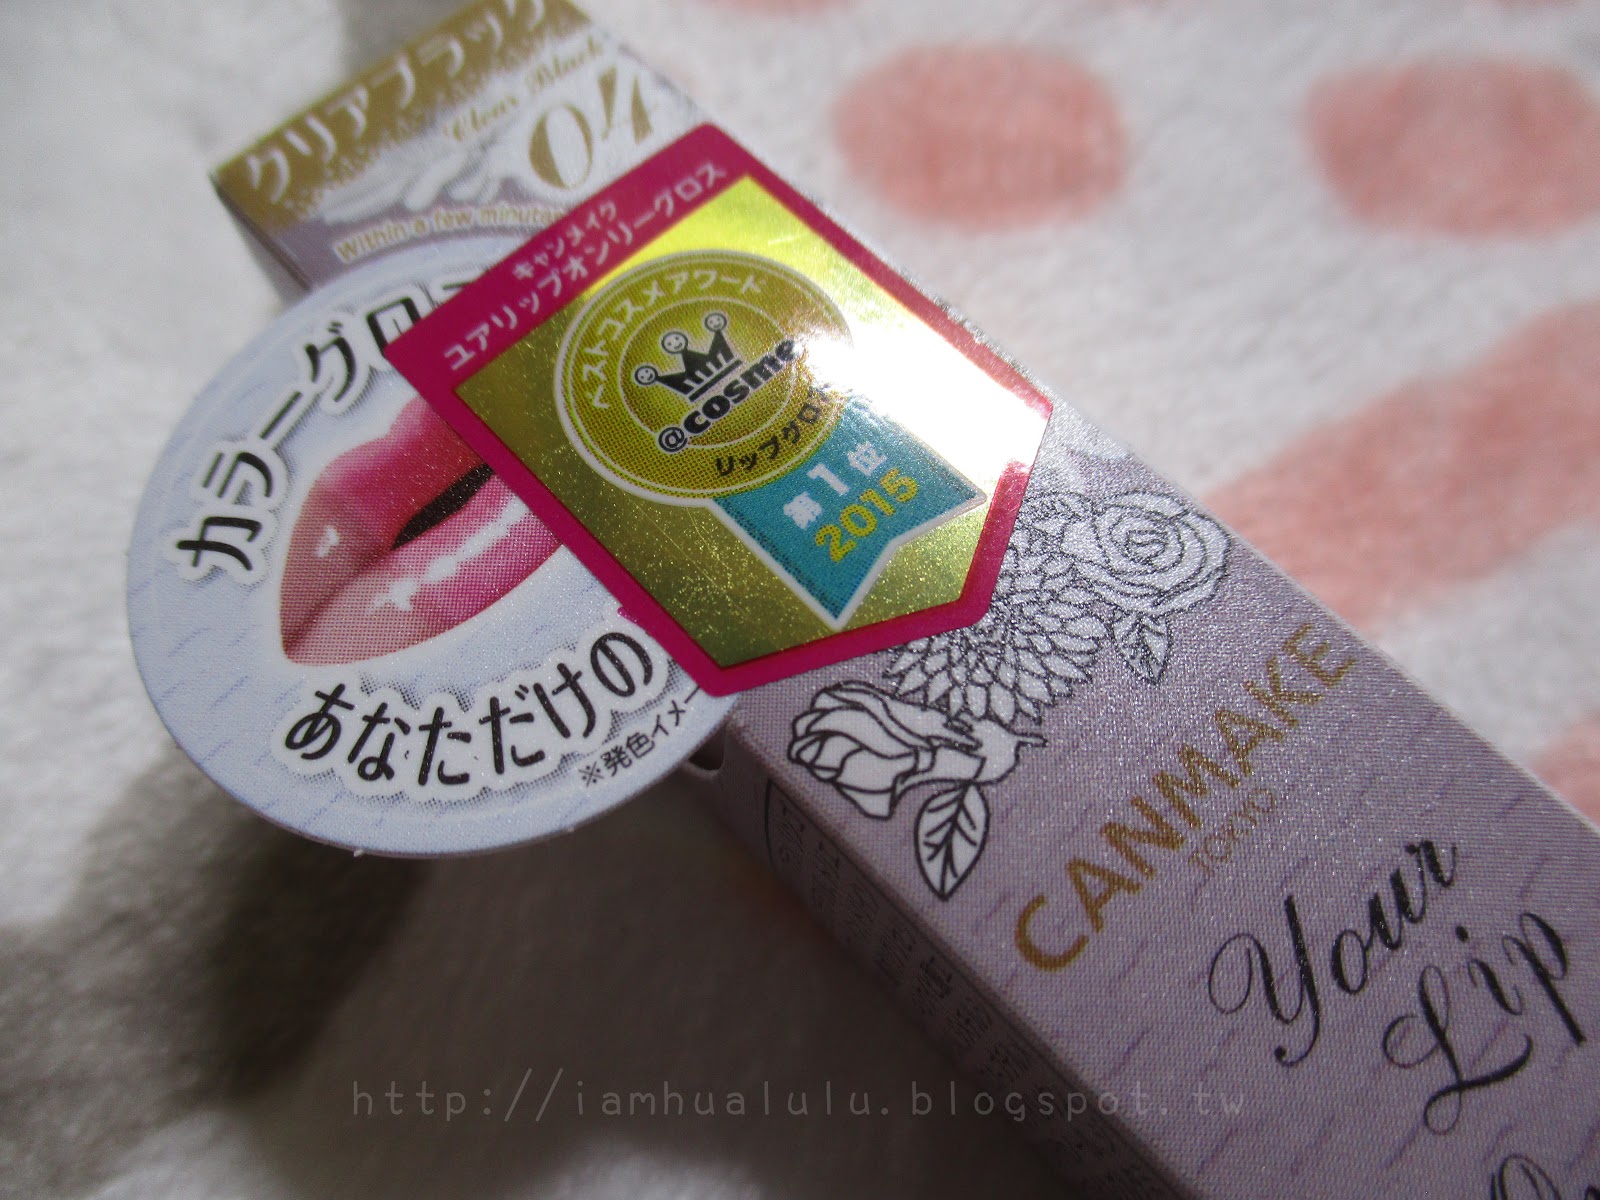 クリアブラック
Clear Black
04
Within a few
カラーグロス
あなただけの
※発色イメー
キャンメイク
ユアリップオンリーグロス
ベストコスメアワード
@cosme
リップグロス
第1位
2015
CANMAKE
TOKYO
Your
Lip
http://iamhualulu.blogspot.tw